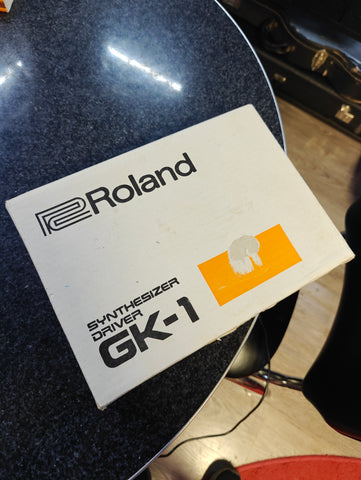 Roland
SYNTHESIZER
DRIVER
GK-1